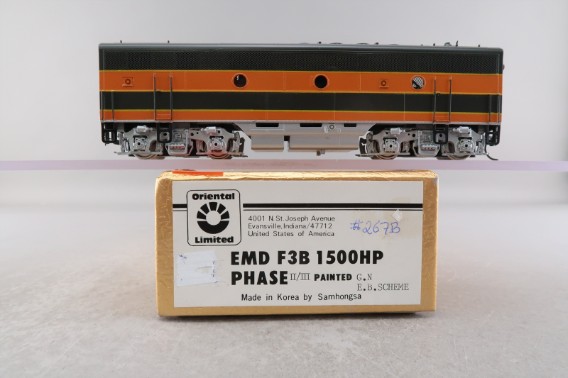 Oriental
Limited
4001 N.St. Joseph Avenue
Evansville,Indiana/47712
United States of America
#267B
EMD F3B 1500HP
PHASE II/III PAINTED G.N
E.B.SCHEME
Made in Korea by Samhongsa